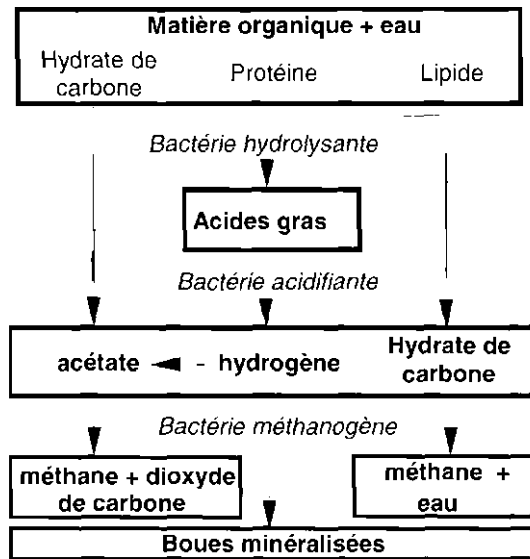 Matière organique + eau
Hydrate de carbone
Protéine
Lipide
Bactérie hydrolysante
Acides gras
Bactérie acidifiante
acétate
- hydrogène
Hydrate de carbone
Bactérie méthanogène
méthane + dioxyde de carbone
méthane + eau
Boues minéralisées